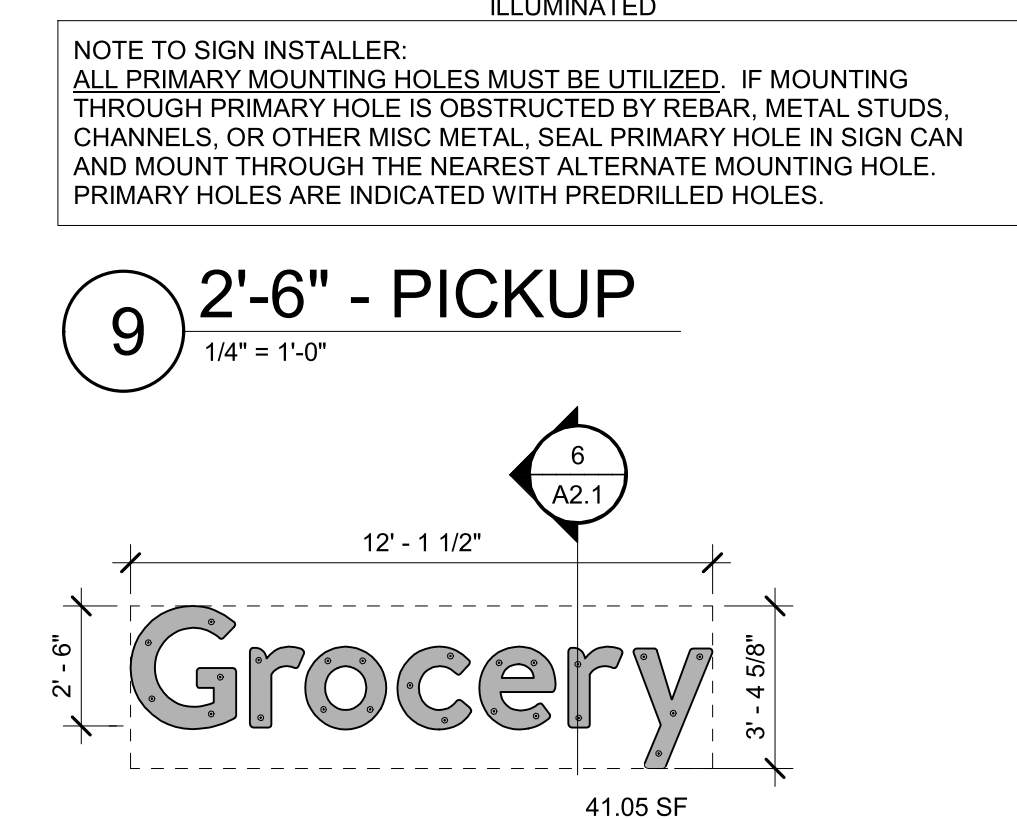 ILLUMINATED
NOTE TO SIGN INSTALLER:
ALL PRIMARY MOUNTING HOLES MUST BE UTILIZED. IF MOUNTING
THROUGH PRIMARY HOLE IS OBSTRUCTED BY REBAR, METAL STUDS,
CHANNELS, OR OTHER MISC METAL, SEAL PRIMARY HOLE IN SIGN CAN
AND MOUNT THROUGH THE NEAREST ALTERNATE MOUNTING HOLE.
PRIMARY HOLES ARE INDICATED WITH PREDRILLED HOLES.
9
2'-6" - PICKUP
1/4" = 1'-0"
6
A2.1
12' - 1 1/2"
2' - 6"
Grocery
3' - 4 5/8"
41.05 SF